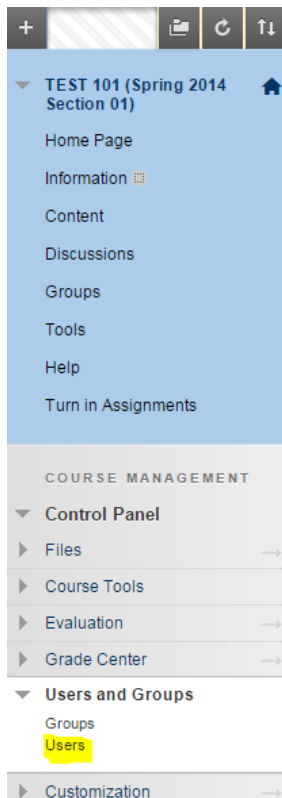 TEST 101 (Spring 2014
Section 01)
Home Page
Information
Content
Discussions
Groups
Tools
Help
Turn in Assignments
COURSE MANAGEMENT
Control Panel
Files
Course Tools
Evaluation
Grade Center
Users and Groups
Groups
Users
Customization